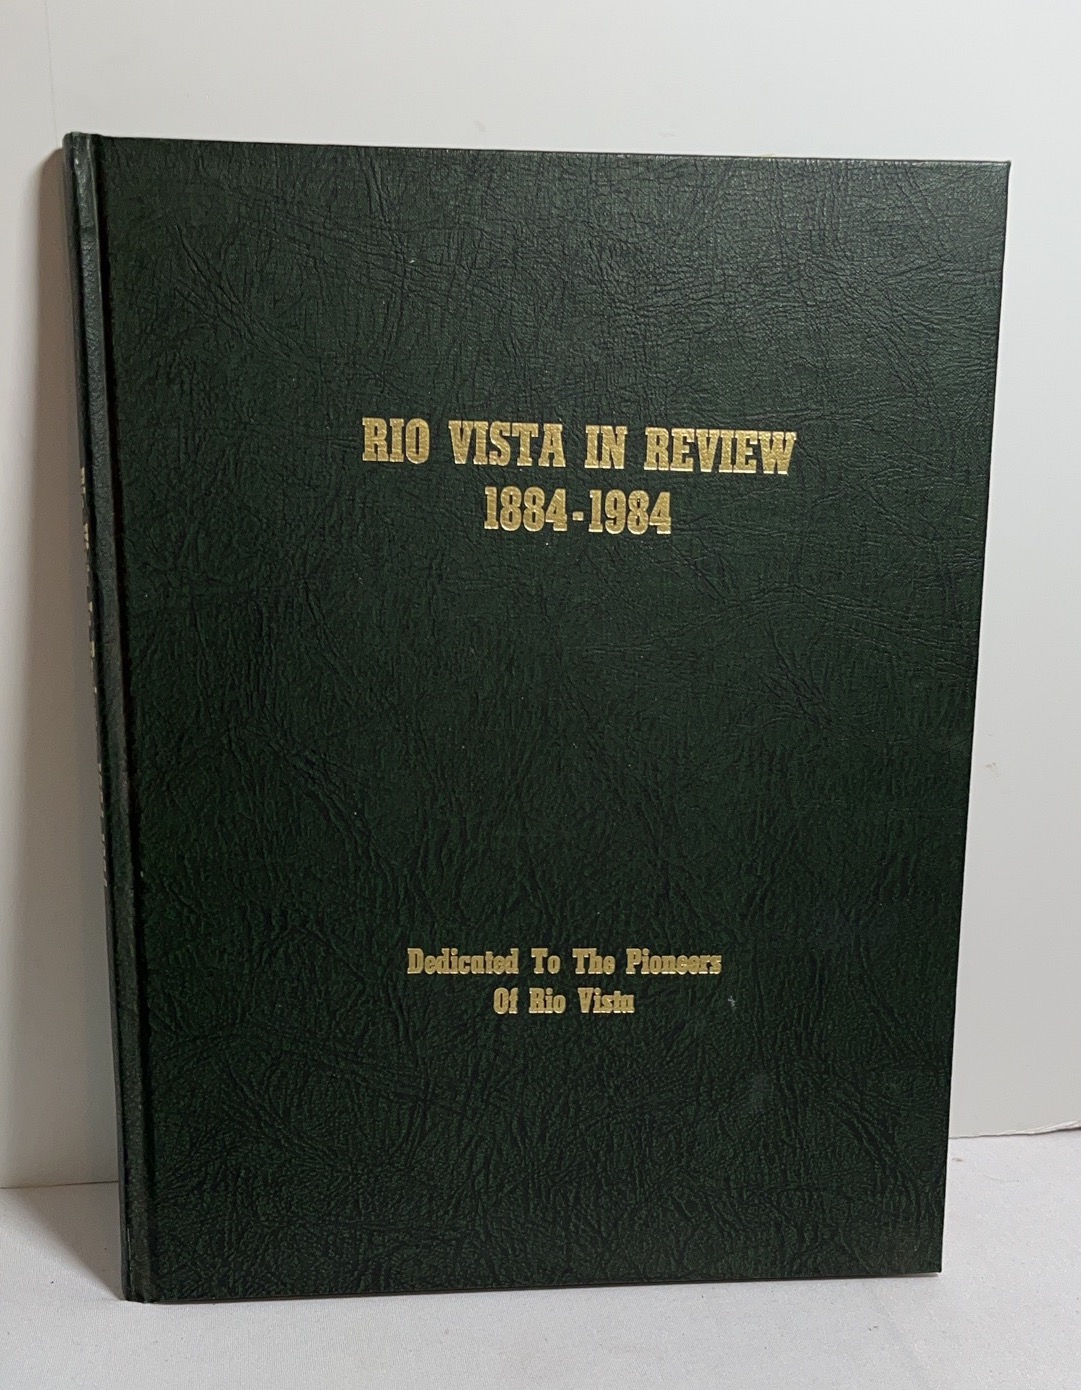 RIO VISTA IN REVIEW
1884-1984
Dedicated To The Pioneers
Of Rio Vista